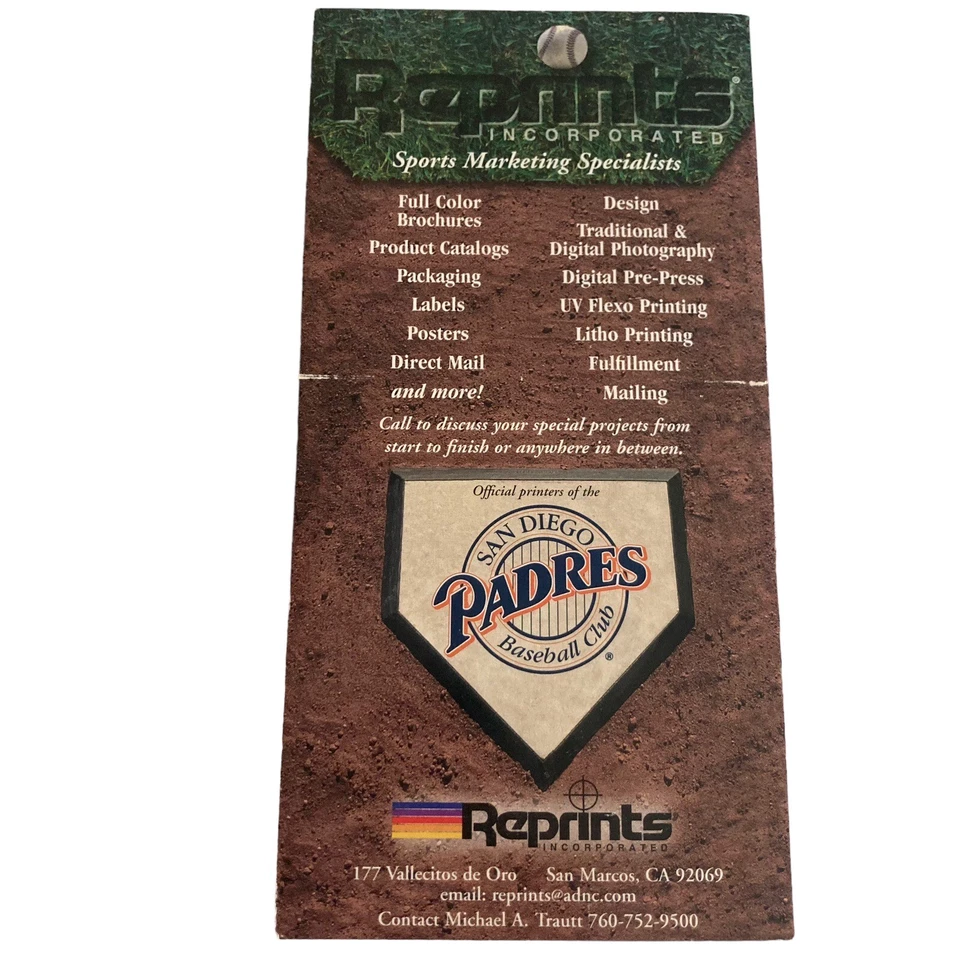 Reprints®
INCORPORATED
Sports Marketing Specialists
Full Color
Brochures
Product Catalogs
Packaging
Labels
Posters
Direct Mail
and more!
Design
Traditional &
Digital Photography
Digital Pre-Press
UV Flexo Printing
Litho Printing
Fulfillment
Mailing
Call to discuss your special projects from
start to finish or anywhere in between.
Official printers of the
SAN DIEGO
PADRES
Baseball Club
®
Reprints
INCORPORATED
177 Vallecitos de Oro San Marcos, CA 92069
email: reprints@adnc.com
Contact Michael A. Trautt 760-752-9500